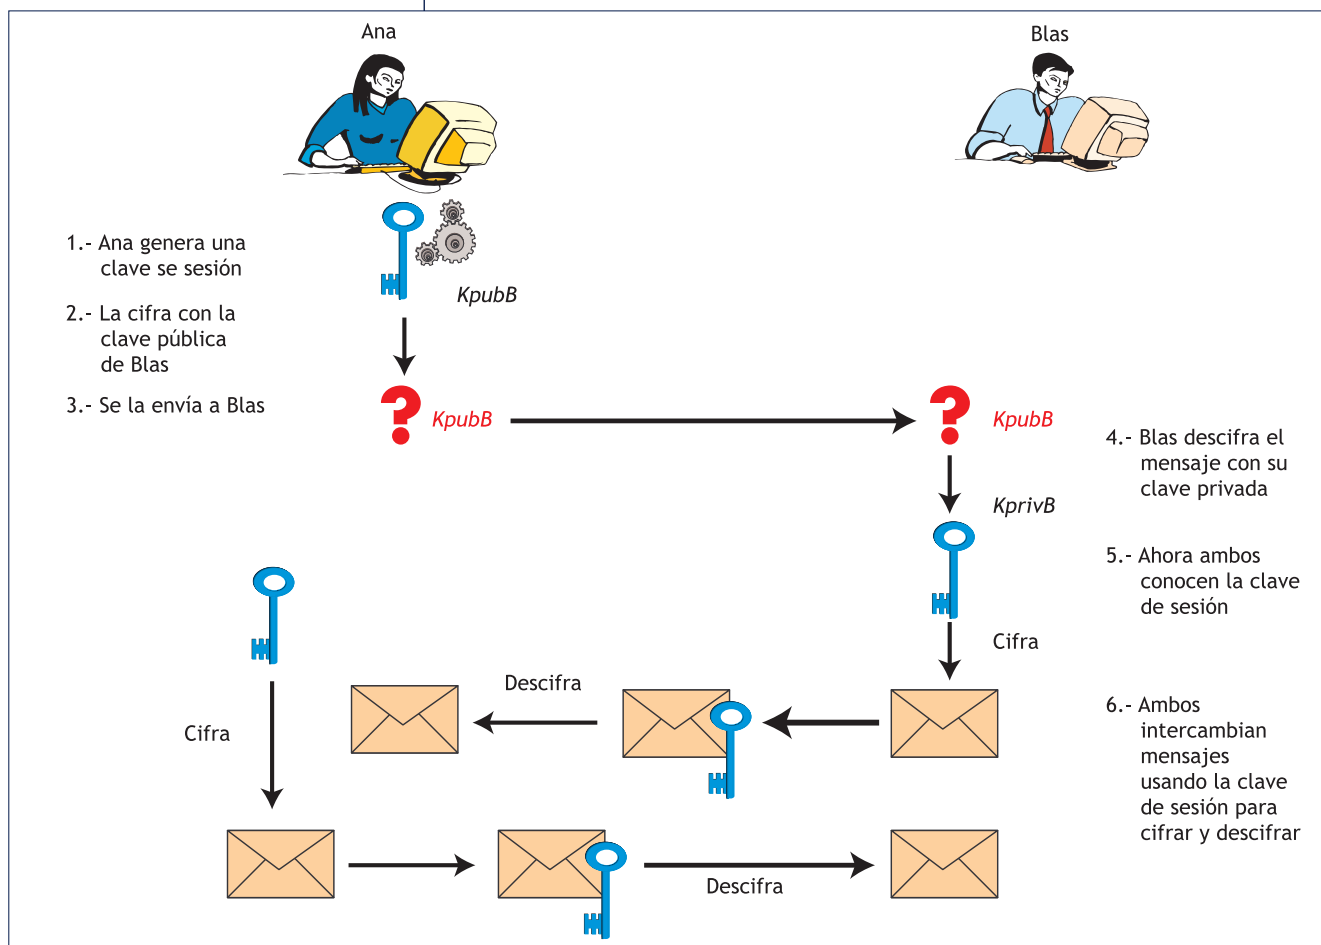 Ana
Blas
1.- Ana genera una
clave se sesión
KpubB
2.- La cifra con la
clave pública
de Blas
3.- Se la envía a Blas
KpubB
KpubB
4.- Blas descifra el
mensaje con su
clave privada
KprivB
5.- Ahora ambos
conocen la clave
de sesión
Cifra
Descifra
Cifra
6.- Ambos
intercambian
mensajes
usando la clave
de sesión para
cifrar y descifrar
Descifra